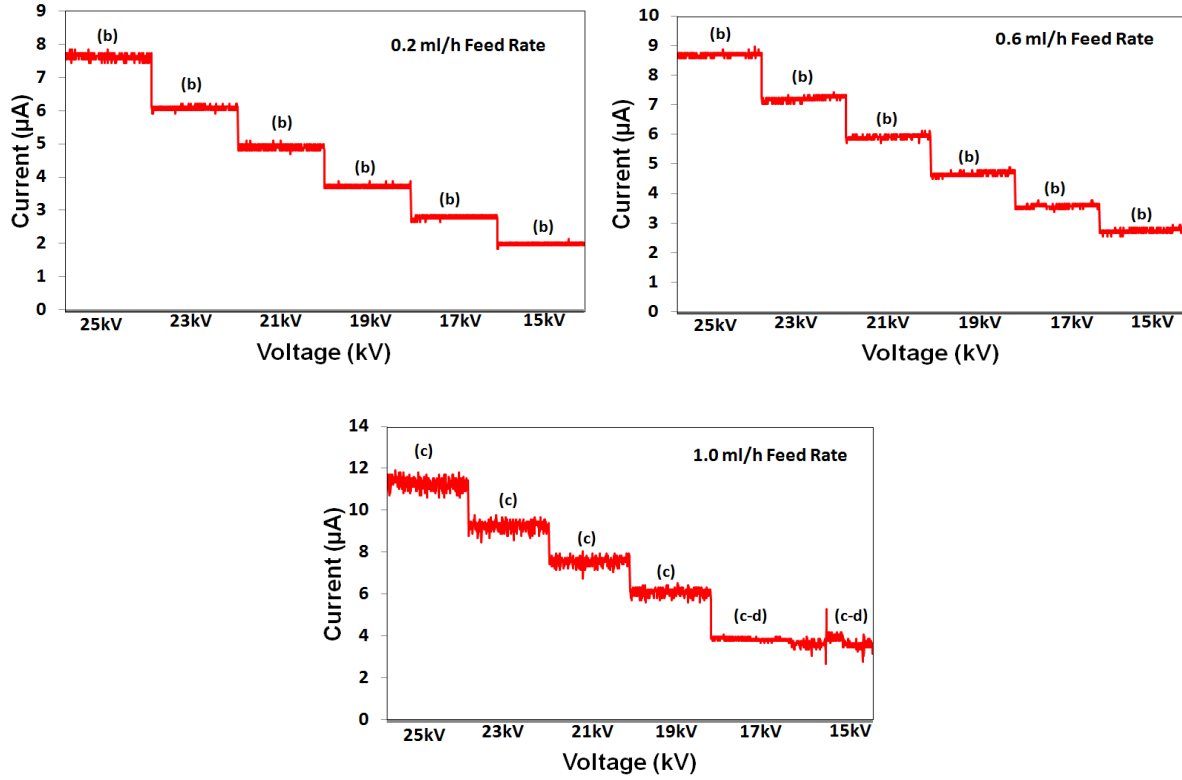 9
8
7
6
5
4
3
2
1
0
Current (µA)
0.2 ml/h Feed Rate
(b)
(b)
(b)
(b)
(b)
(b)
25kV
23kV
21kV
19kV
17kV
15kV
Voltage (kV)
10
9
8
7
6
5
4
3
2
1
0
Current (µA)
0.6 ml/h Feed Rate
(b)
(b)
(b)
(b)
(b)
(b)
25kV
23kV
21kV
19kV
17kV
15kV
Voltage (kV)
14
12
10
8
6
4
2
0
Current (µA)
1.0 ml/h Feed Rate
(c)
(c)
(c)
(c)
(c-d)
(c-d)
25kV
23kV
21kV
19kV
17kV
15kV
Voltage (kV)